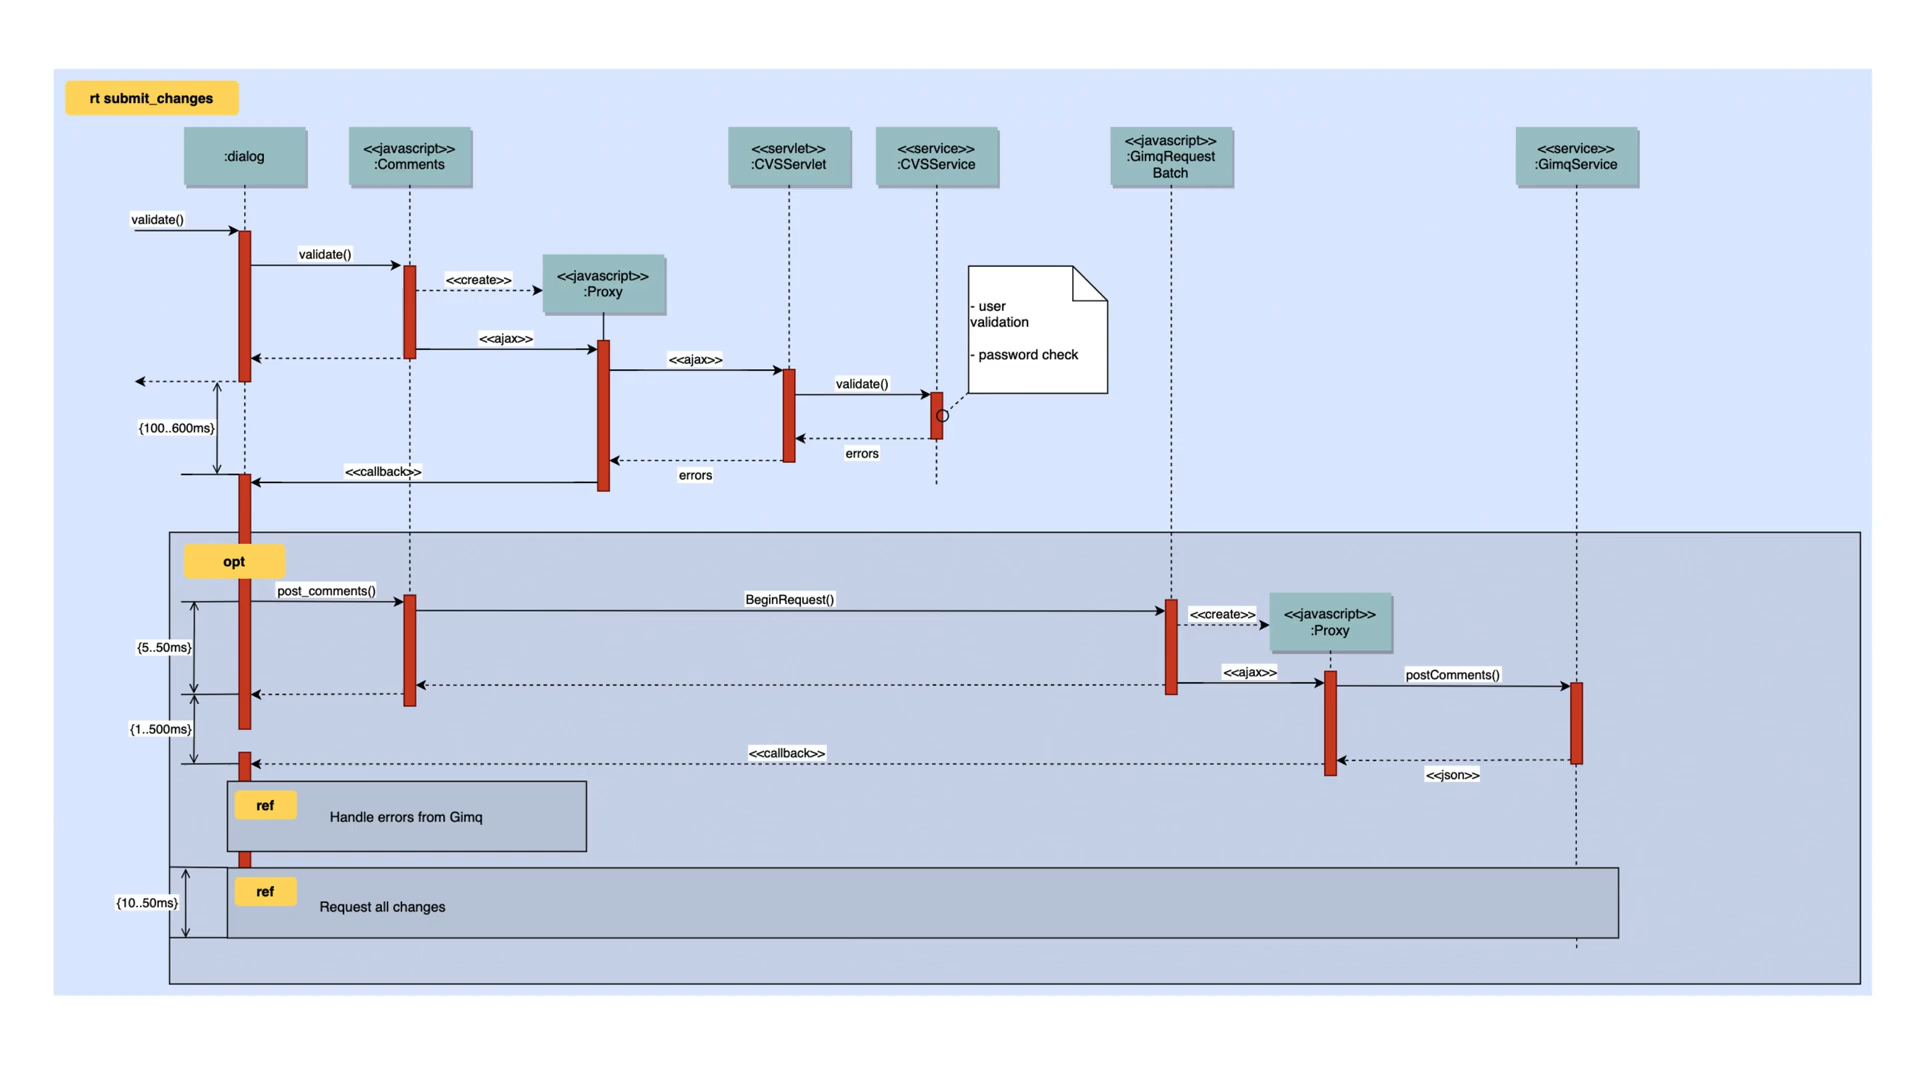 rt submit_changes
:dialog
<<javascript>>
:Comments
<<servlet>>
:CVSServlet
<<service>>
:CVSService
<<javascript>>
:GimqRequest
Batch
<<service>>
:GimqService
validate()
validate()
<<create>>
<<javascript>>
:Proxy
- user
validation
- password check
<<ajax>>
<<ajax>>
validate()
{100..600ms}
errors
errors
<<callback>>
opt
post_comments()
BeginRequest()
<<create>>
<<javascript>>
:Proxy
{5..50ms}
<<ajax>>
postComments()
{1..500ms}
<<callback>>
<<json>>
ref
Handle errors from Gimq
ref
{10..50ms}
Request all changes